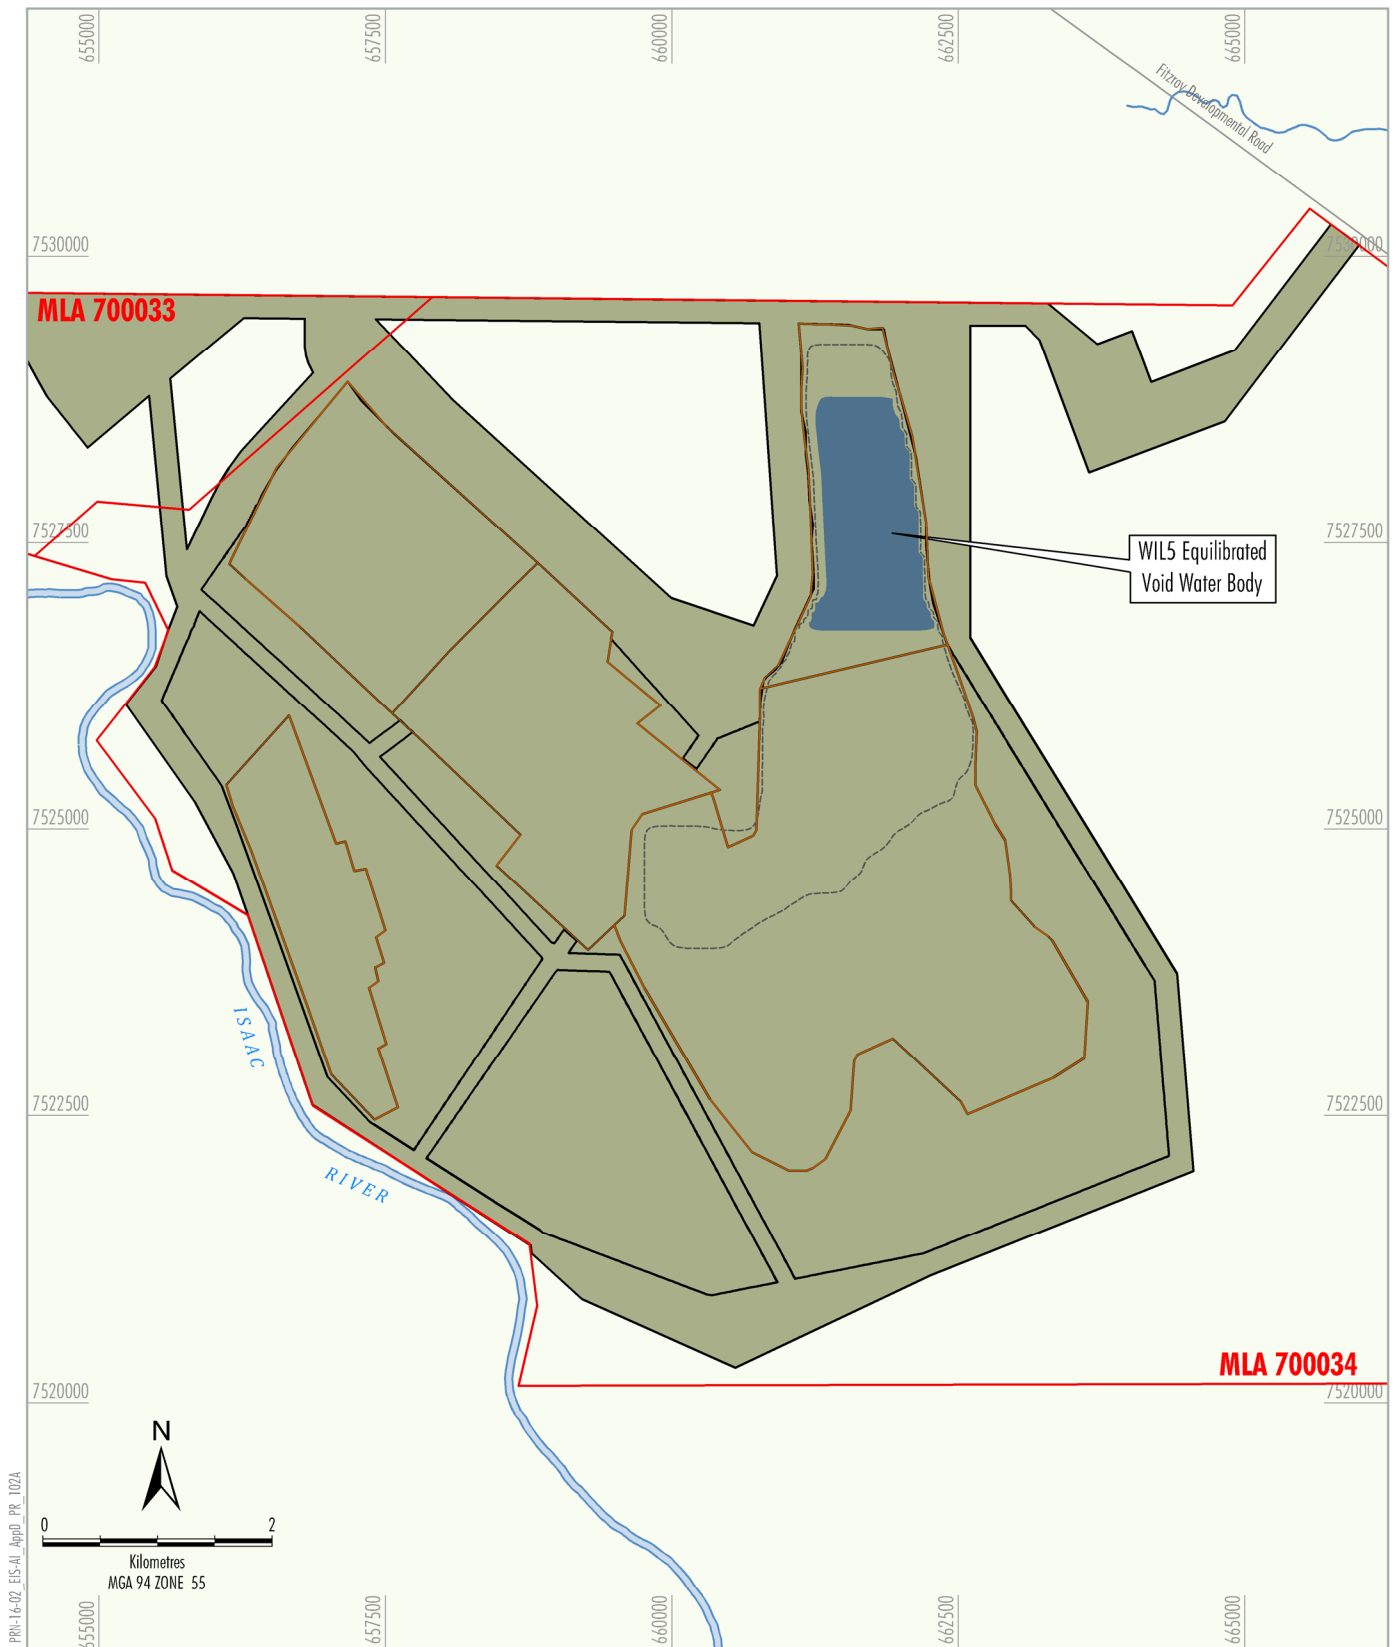 655000
657500
660000
662500
665000
Fitzroy Developmental Road
7530000
7530000
MLA 700033
7527500
7527500
WIL5 Equilibrated
Void Water Body
7525000
7525000
ISAAC
7522500
7522500
RIVER
MLA 700034
7520000
7520000
N
0 2
Kilometres
MGA 94 ZONE 55
PRN-16-02_EIS-AI_AppD_PR_102A
655000
657500
660000
662500
665000